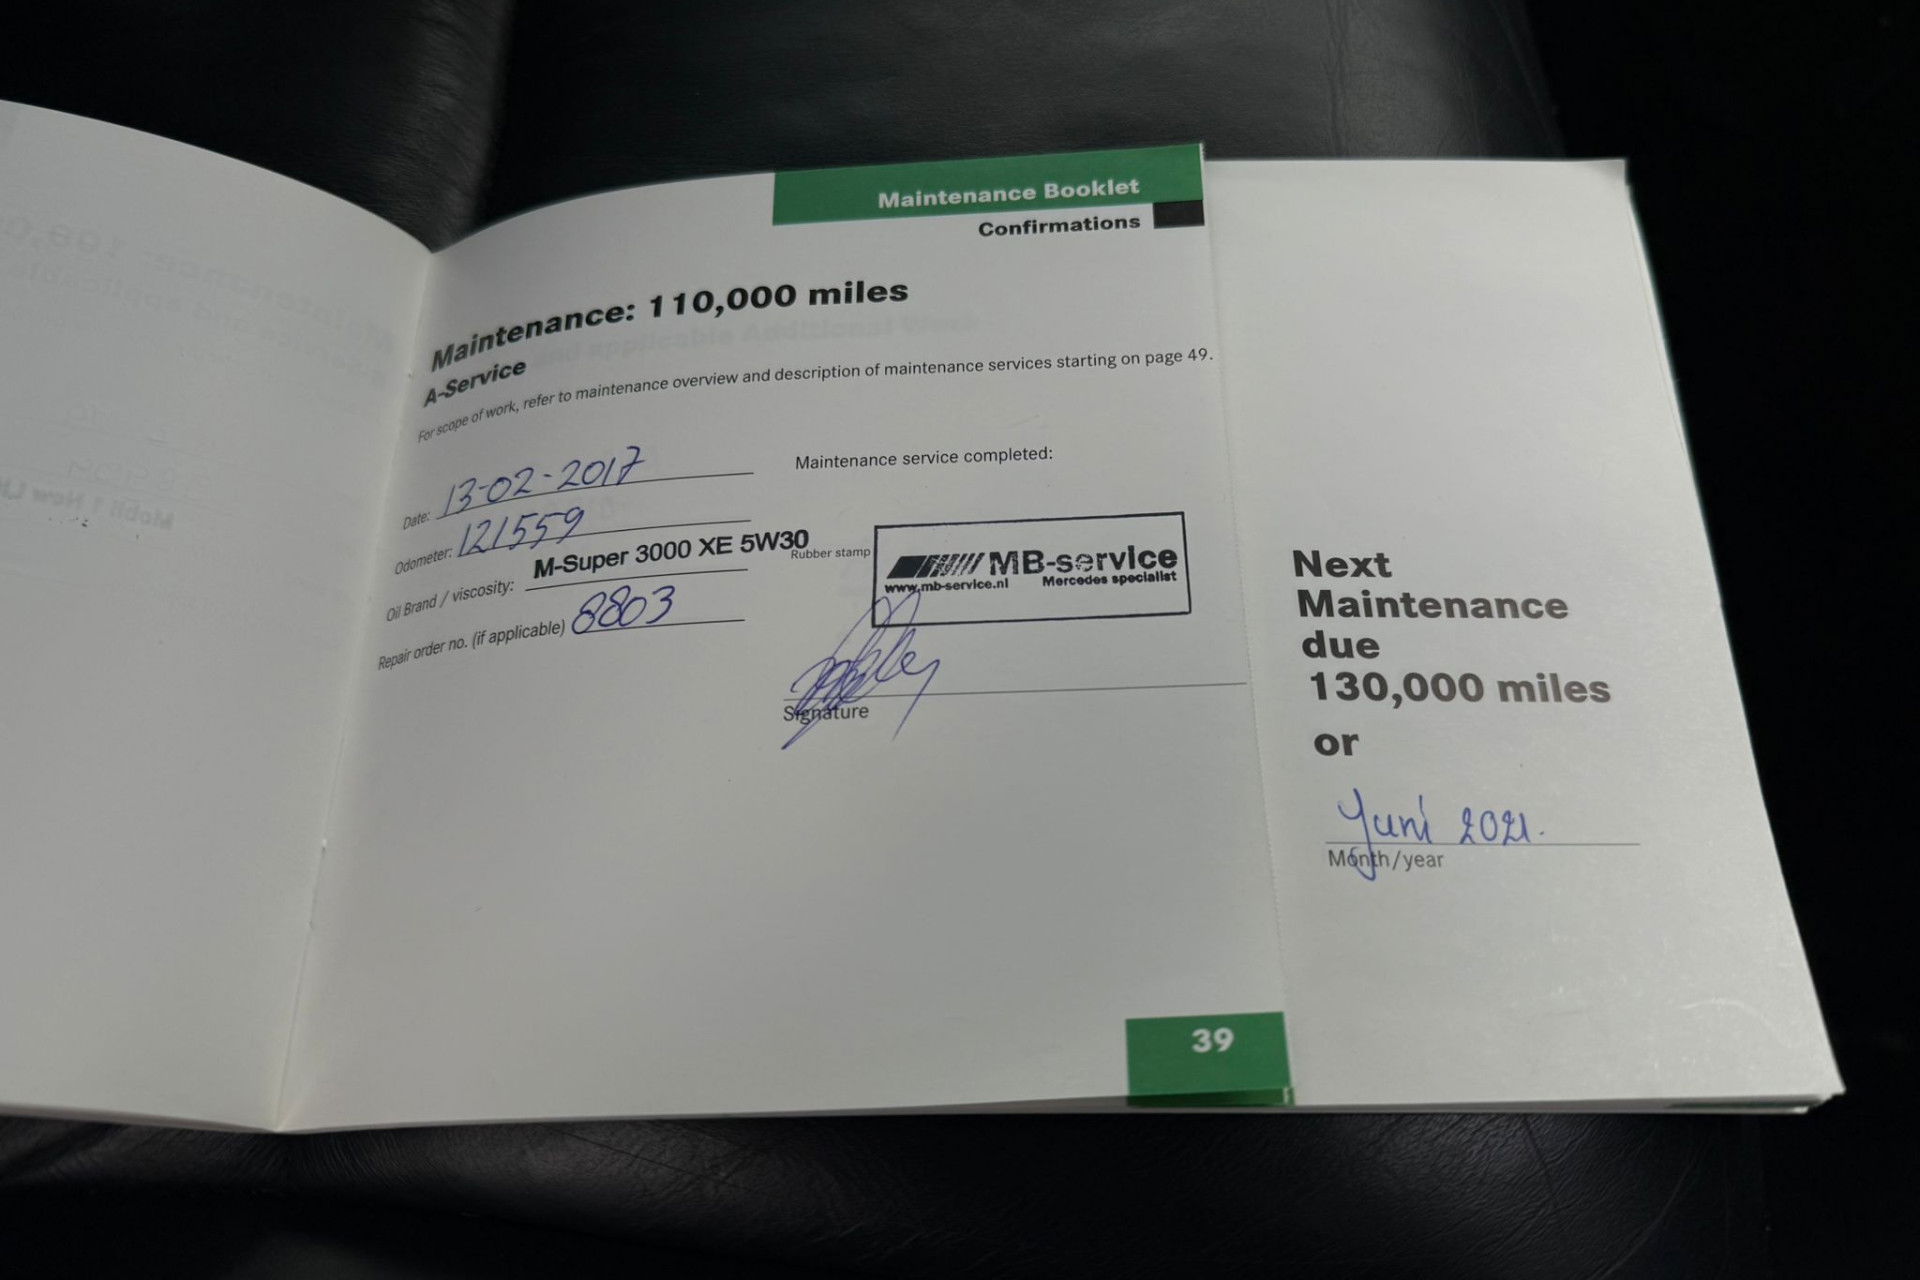 Maintenance Booklet
Confirmations
Maintenance: 110,000 miles
A-Service
For scope of work, refer to maintenance overview and description of maintenance services starting on page 49.
Date: 13-02-2017
Maintenance service completed:
Odometer: 121559
Oil Brand / viscosity: M-Super 3000 XE 5W30
Rubber stamp
MB-service
www.mb-service.nl Mercedes specialist
Repair order no. (if applicable) 8803
Signature
Next
Maintenance
due
130,000 miles
or
Juni 2021.
Month/year
39